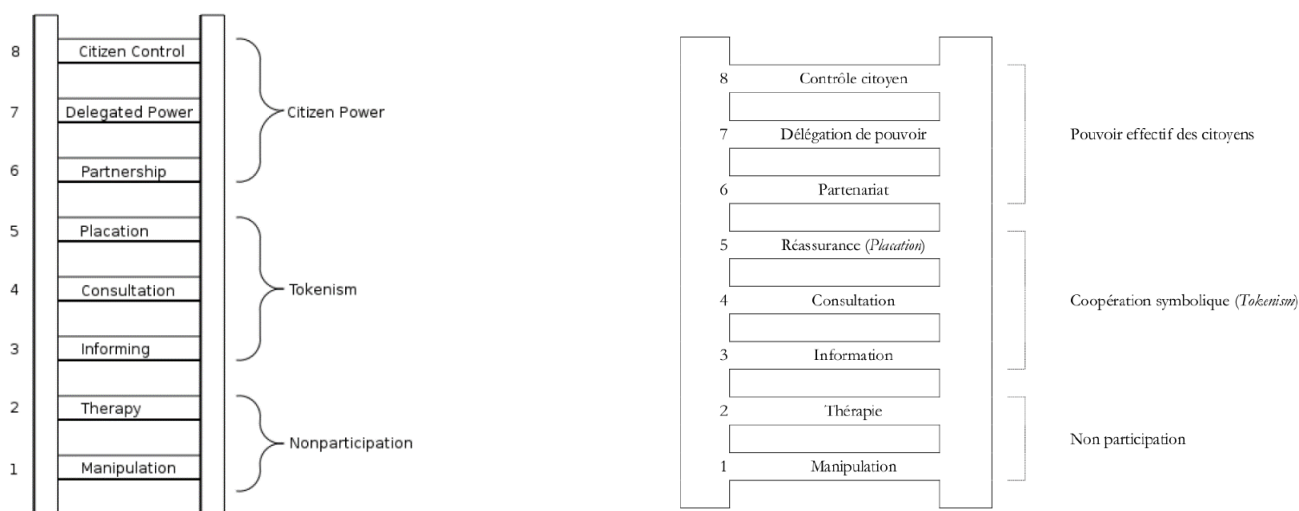 8 Citizen Control
7 Delegated Power
6 Partnership
Citizen Power
5 Placation
4 Consultation
3 Informing
Tokenism
2 Therapy
1 Manipulation
Nonparticipation
8 Contrôle citoyen
7 Délégation de pouvoir
6 Partenariat
Pouvoir effectif des citoyens
5 Réassurance (Placation)
4 Consultation
3 Information
Coopération symbolique (Tokenism)
2 Thérapie
1 Manipulation
Non participation